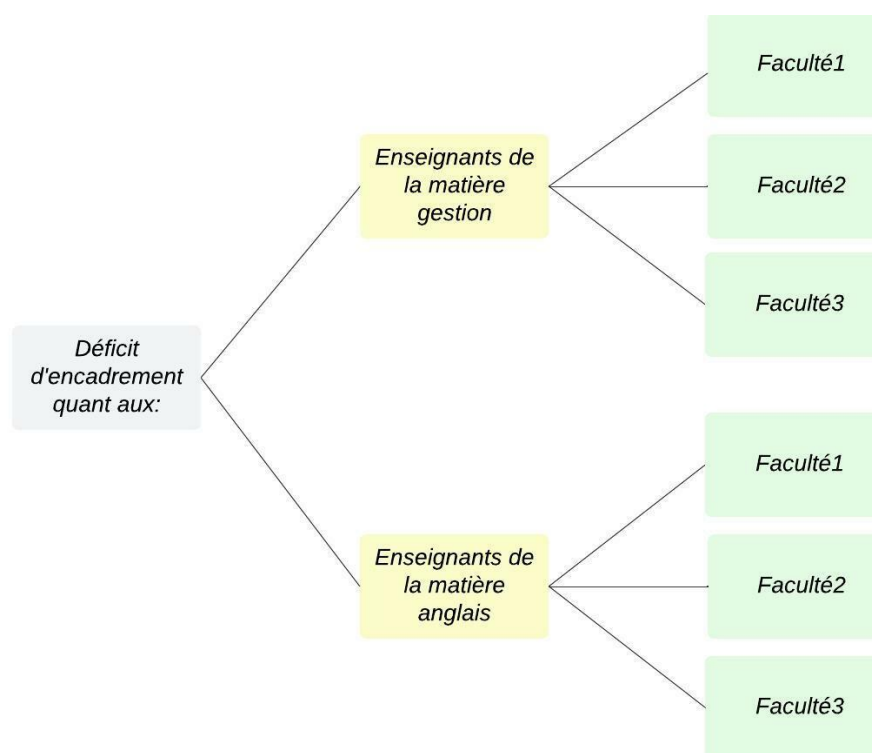 Déficit
d'encadrement
quant aux:
Enseignants de
la matière
gestion
Faculté1
Faculté2
Faculté3
Enseignants de
la matière
anglais
Faculté1
Faculté2
Faculté3